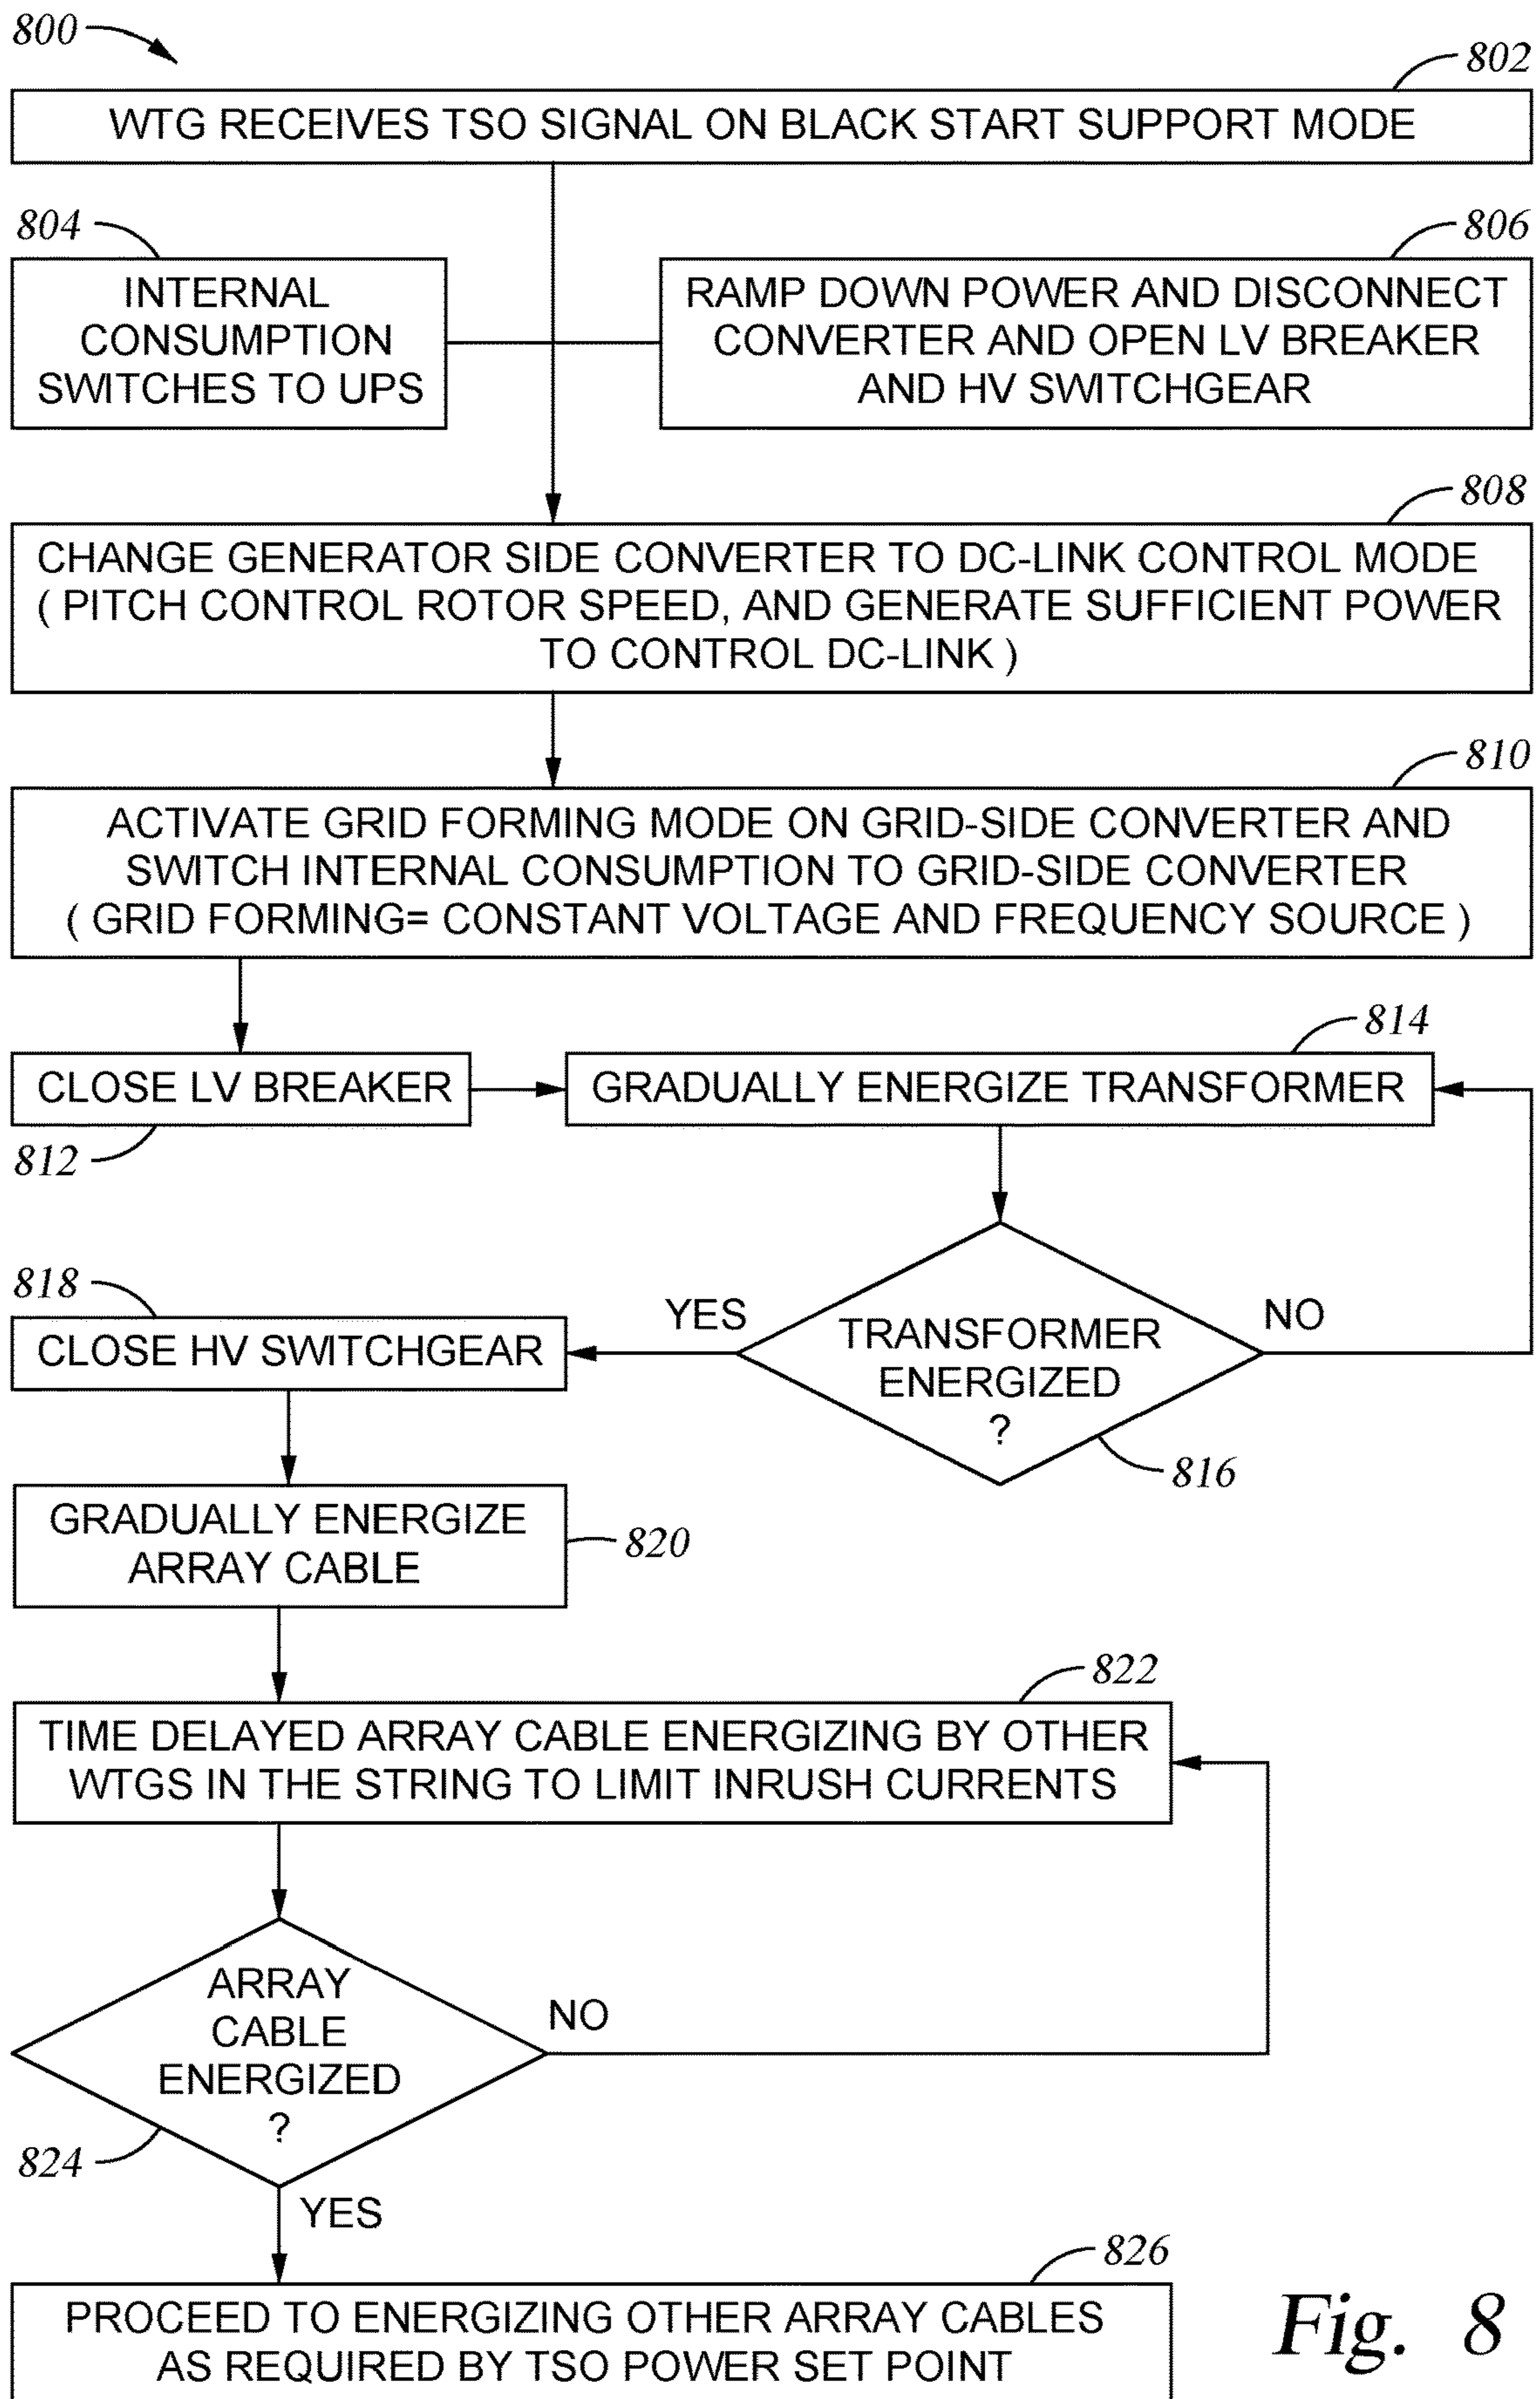 800
802
WTG RECEIVES TSO SIGNAL ON BLACK START SUPPORT MODE
804
INTERNAL
CONSUMPTION
SWITCHES TO UPS
806
RAMP DOWN POWER AND DISCONNECT
CONVERTER AND OPEN LV BREAKER
AND HV SWITCHGEAR
808
CHANGE GENERATOR SIDE CONVERTER TO DC-LINK CONTROL MODE
( PITCH CONTROL ROTOR SPEED, AND GENERATE SUFFICIENT POWER
TO CONTROL DC-LINK )
810
ACTIVATE GRID FORMING MODE ON GRID-SIDE CONVERTER AND
SWITCH INTERNAL CONSUMPTION TO GRID-SIDE CONVERTER
( GRID FORMING= CONSTANT VOLTAGE AND FREQUENCY SOURCE )
CLOSE LV BREAKER
812
814
GRADUALLY ENERGIZE TRANSFORMER
TRANSFORMER
ENERGIZED
?
816
YES
NO
818
CLOSE HV SWITCHGEAR
GRADUALLY ENERGIZE
ARRAY CABLE
820
822
TIME DELAYED ARRAY CABLE ENERGIZING BY OTHER
WTGS IN THE STRING TO LIMIT INRUSH CURRENTS
ARRAY
CABLE
ENERGIZED
?
824
NO
YES
826
PROCEED TO ENERGIZING OTHER ARRAY CABLES
AS REQUIRED BY TSO POWER SET POINT
Fig. 8